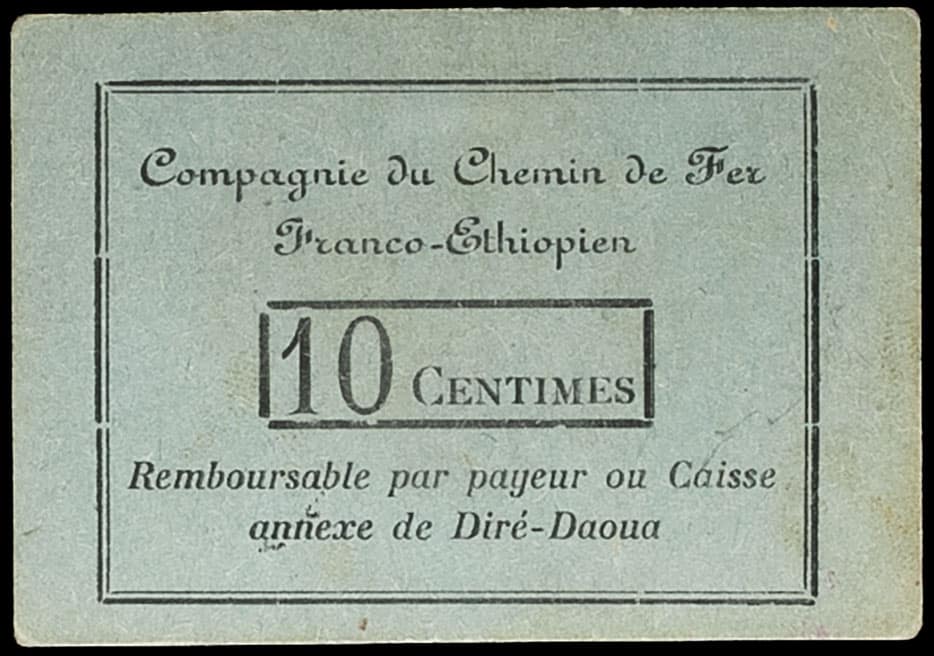 Compagnie du Chemin de Fer
Franco-Ethiopien
10 CENTIMES
Remboursable par payeur ou Caisse
annexe de Diré-Daoua